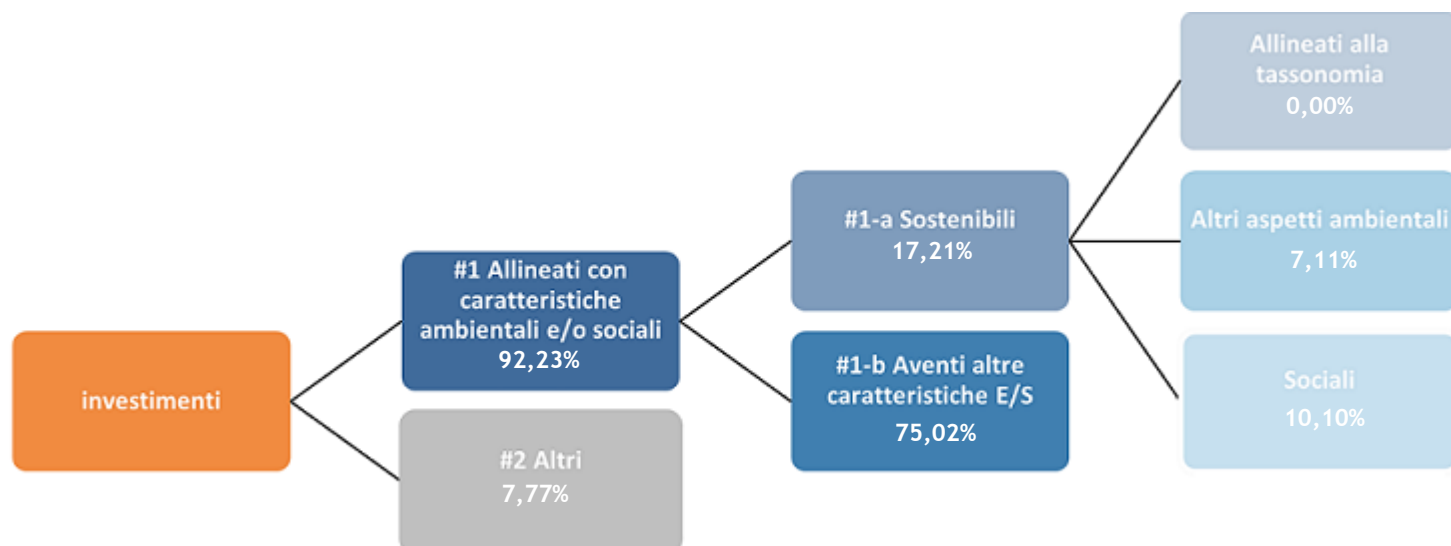 investimenti
#1 Allineati con
caratteristiche
ambientali e/o sociali
92,23%
#2 Altri
7,77%
#1-a Sostenibili
17,21%
#1-b Aventi altre
caratteristiche E/S
75,02%
Allineati alla
tassonomia
0,00%
Altri aspetti ambientali
7,11%
Sociali
10,10%